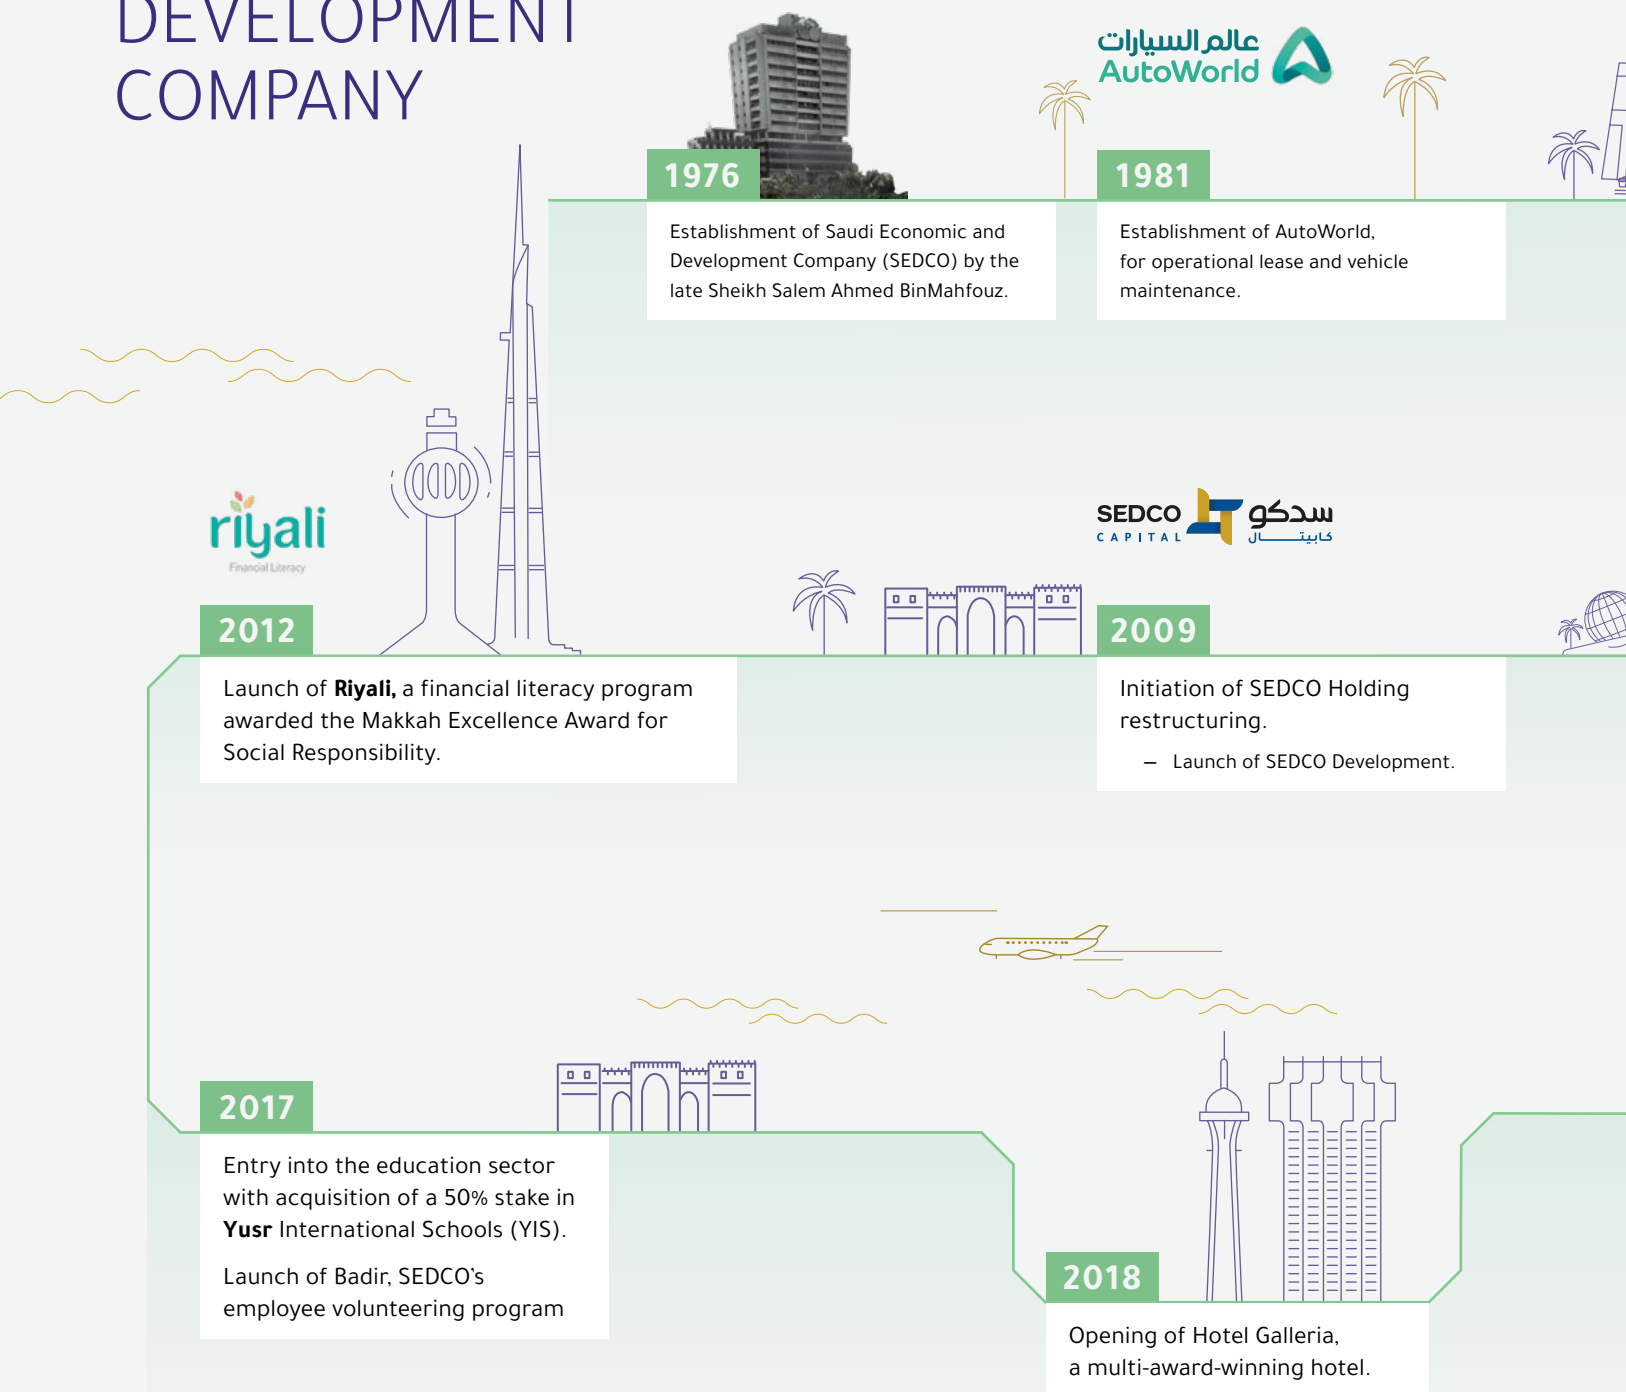 DEVELOPMENT
COMPANY
عالم السيارات
AutoWorld
1976
Establishment of Saudi Economic and
Development Company (SEDCO) by the
late Sheikh Salem Ahmed BinMahfouz.
1981
Establishment of AutoWorld,
for operational lease and vehicle
maintenance.
SEDCO سدكو
CAPITAL كابيتال
2009
Initiation of SEDCO Holding
restructuring.
– Launch of SEDCO Development.
riyali
Financial Literacy
2012
Launch of Riyali, a financial literacy program
awarded the Makkah Excellence Award for
Social Responsibility.
2017
Entry into the education sector
with acquisition of a 50% stake in
Yusr International Schools (YIS).
Launch of Badir, SEDCO's
employee volunteering program
2018
Opening of Hotel Galleria,
a multi-award-winning hotel.